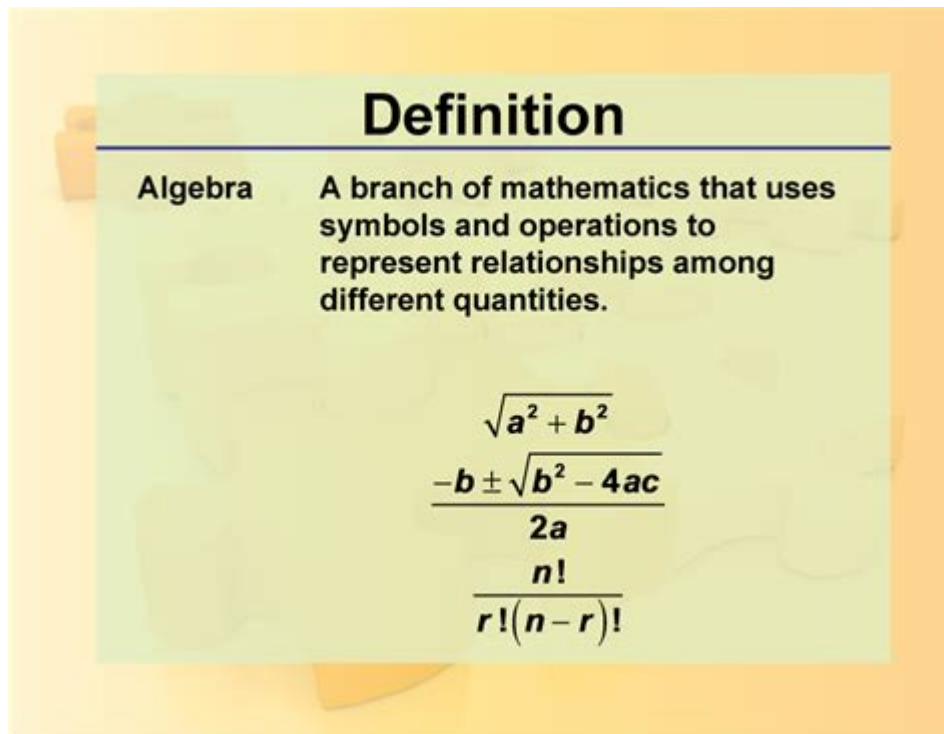 Definition
Algebra A branch of mathematics that uses
symbols and operations to
represent relationships among
different quantities.
√(a² + b²)
(−b ± √(b² − 4ac)) / 2a
n! / (r!(n − r)!)